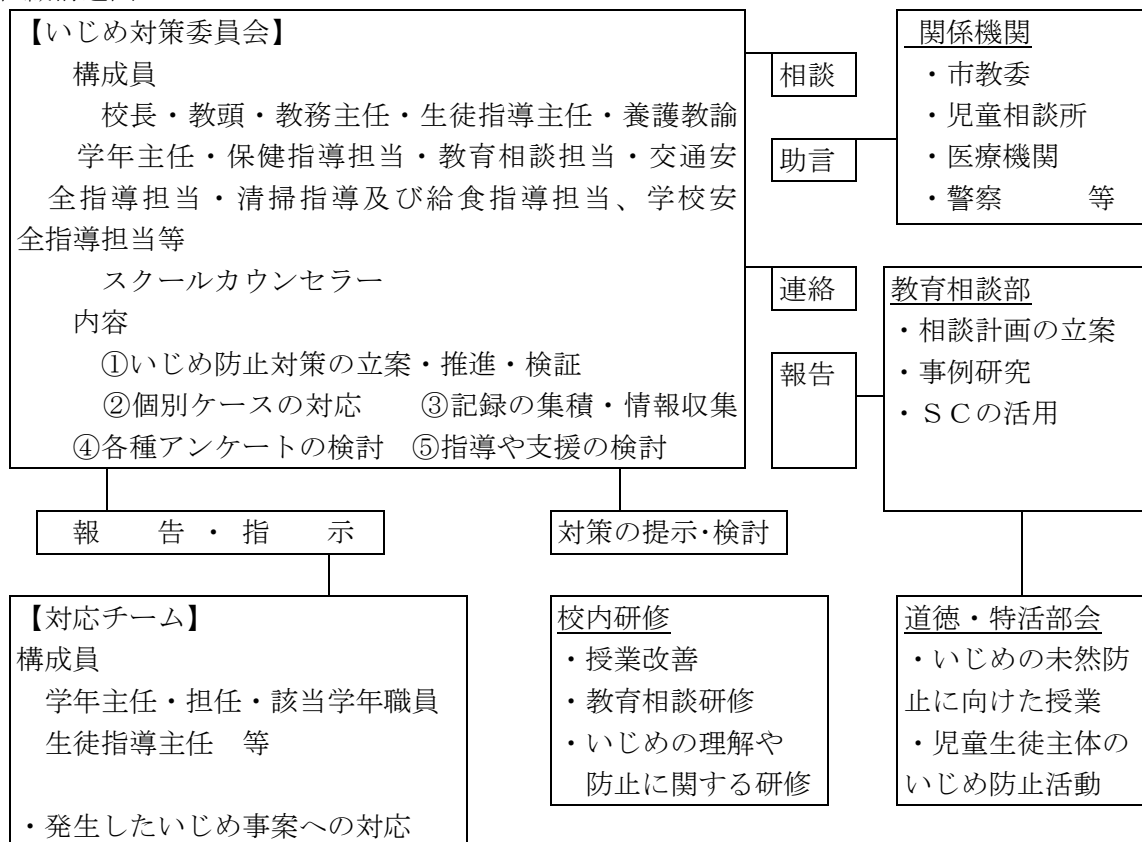 【いじめ対策委員会】
構成員
校長・教頭・教務主任・生徒指導主任・養護教諭
学年主任・保健指導担当・教育相談担当・交通安
全指導担当・清掃指導及び給食指導担当、学校安
全指導担当等
スクールカウンセラー
内容
①いじめ防止対策の立案・推進・検証
②個別ケースの対応　③記録の集積・情報収集
④各種アンケートの検討　⑤指導や支援の検討
相談
助言
関係機関
・市教委
・児童相談所
・医療機関
・警察　　等
連絡
報告
教育相談部
・相談計画の立案
・事例研究
・ＳＣの活用
報　告・指　示
対策の提示・検討
【対応チーム】
構成員
学年主任・担任・該当学年職員
生徒指導主任　等
・発生したいじめ事案への対応
校内研修
・授業改善
・教育相談研修
・いじめの理解や
防止に関する研修
道徳・特活部会
・いじめの未然防
止に向けた授業
・児童生徒主体の
いじめ防止活動